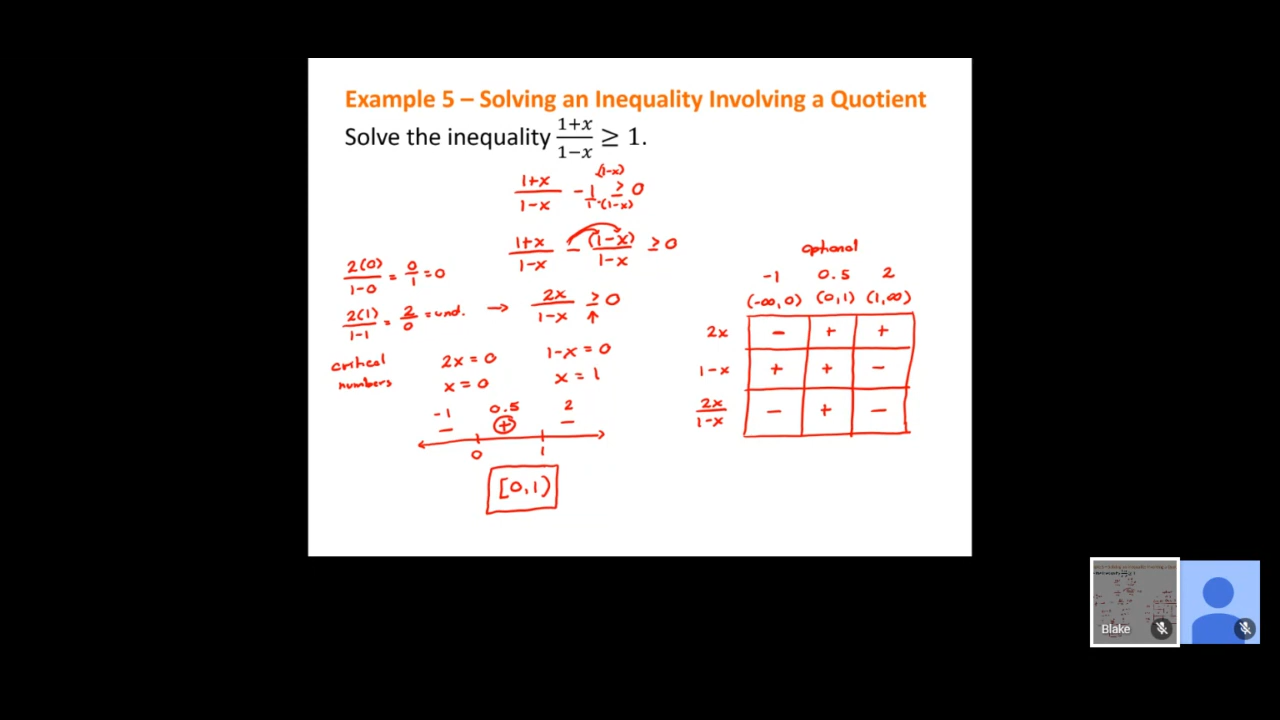 Example 5 – Solving an Inequality Involving a Quotient
Solve the inequality (1+x)/(1−x) ≥ 1.
(1+x)/(1-x) - 1/1 ·(1-x)/(1-x) ≥ 0
(1+x)/(1-x) - (1-x)/(1-x) ≥ 0
2(0)/(1-0) = 0/1 = 0
2(1)/(1-1) = 2/0 = und.
→ 2x/(1-x) ≥ 0
↑
critical numbers
2x = 0
x = 0
1-x = 0
x = 1
-1 0.5 2
- + -
0 1
[0,1)
optional
-1 0.5 2
(-∞,0) (0,1) (1,∞)
2x - + +
1-x + + -
2x/(1-x) - + -
Blake